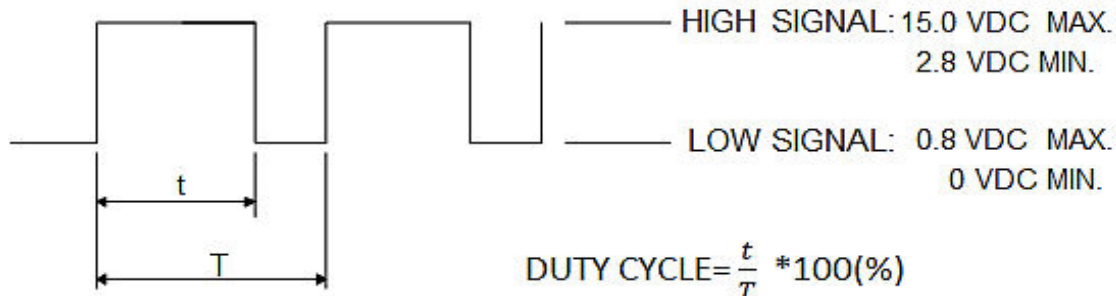 HIGH SIGNAL: 15.0 VDC MAX.
2.8 VDC MIN.
LOW SIGNAL: 0.8 VDC MAX.
0 VDC MIN.
t
T
DUTY CYCLE=t/T *100(%)